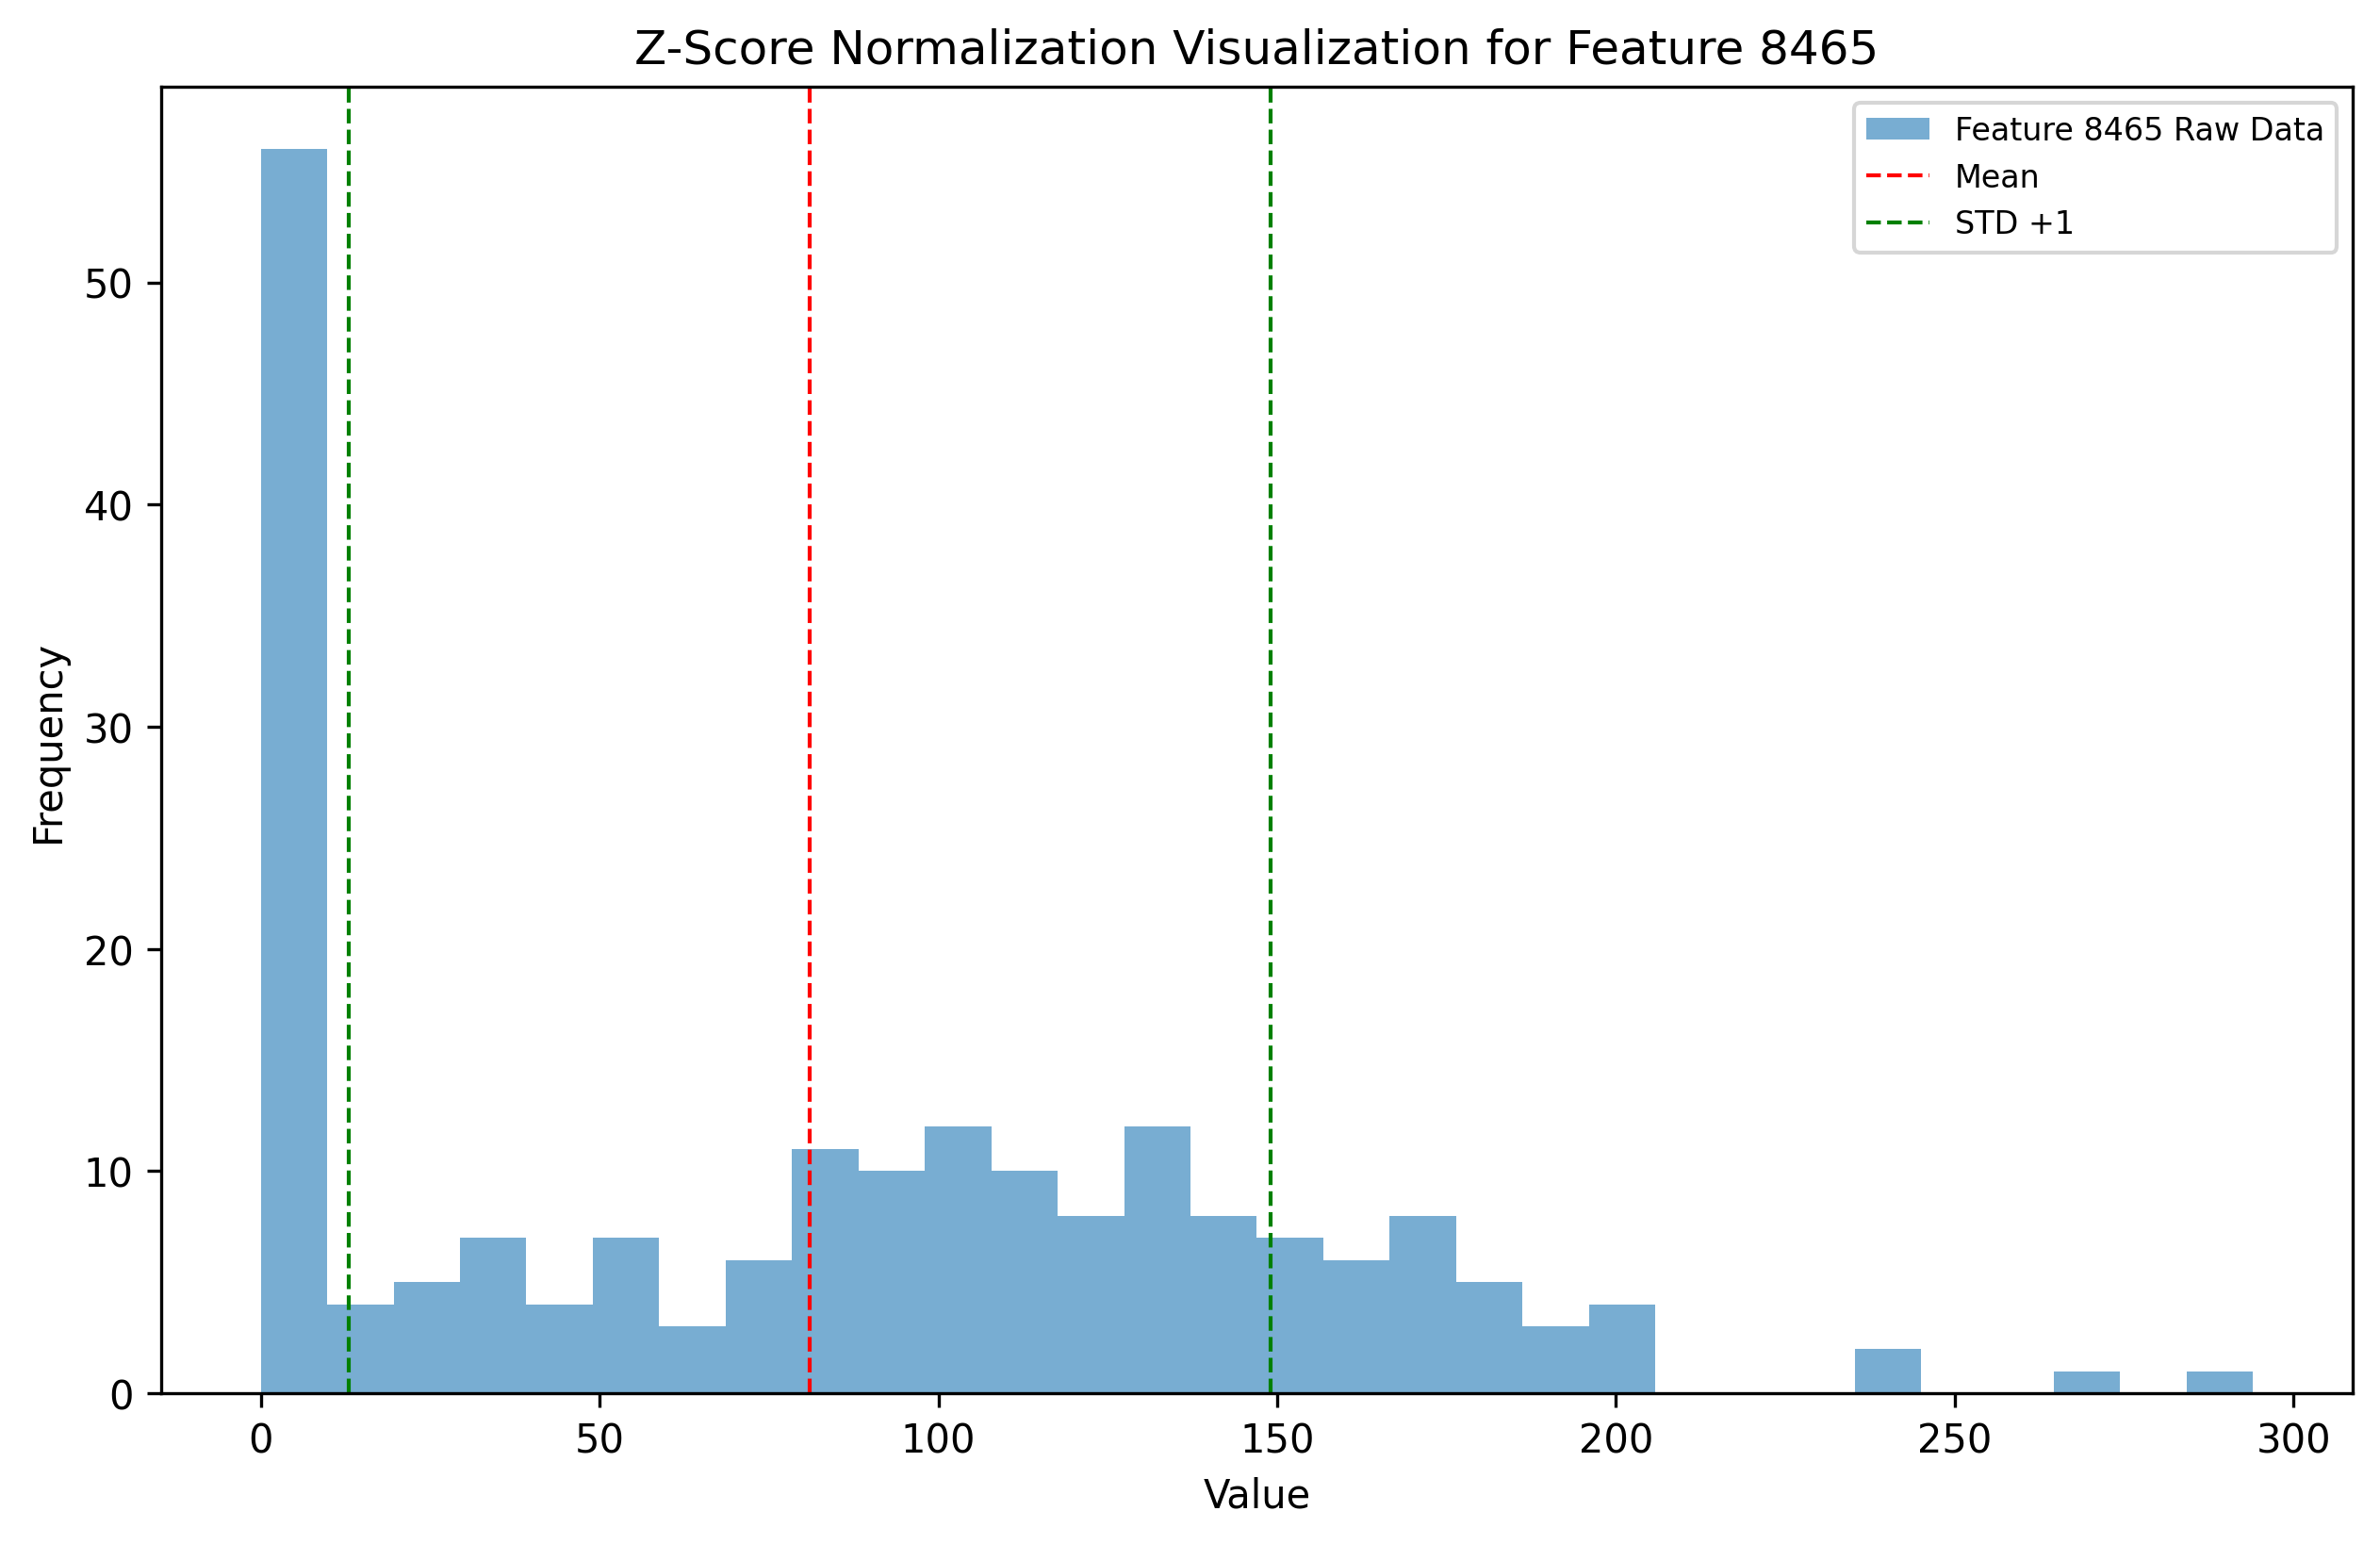 Z-Score Normalization Visualization for Feature 8465
Feature 8465 Raw Data
Mean
STD +1
50
40
30
20
10
0
Frequency
0 50 100 150 200 250 300
Value